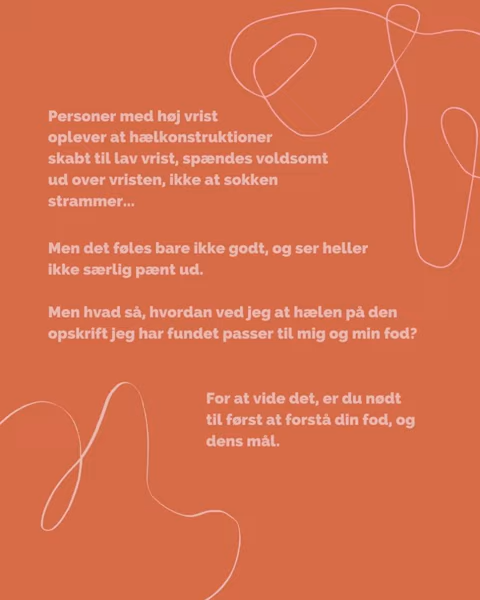 Personer med høj vrist
oplever at hælkonstruktioner
skabt til lav vrist, spændes voldsomt
ud over vristen, ikke at sokken
strammer...
Men det føles bare ikke godt, og ser heller
ikke særlig pænt ud.
Men hvad så, hvordan ved jeg at hælen på den
opskrift jeg har fundet passer til mig og min fod?
For at vide det, er du nødt
til først at forstå din fod, og
dens mål.